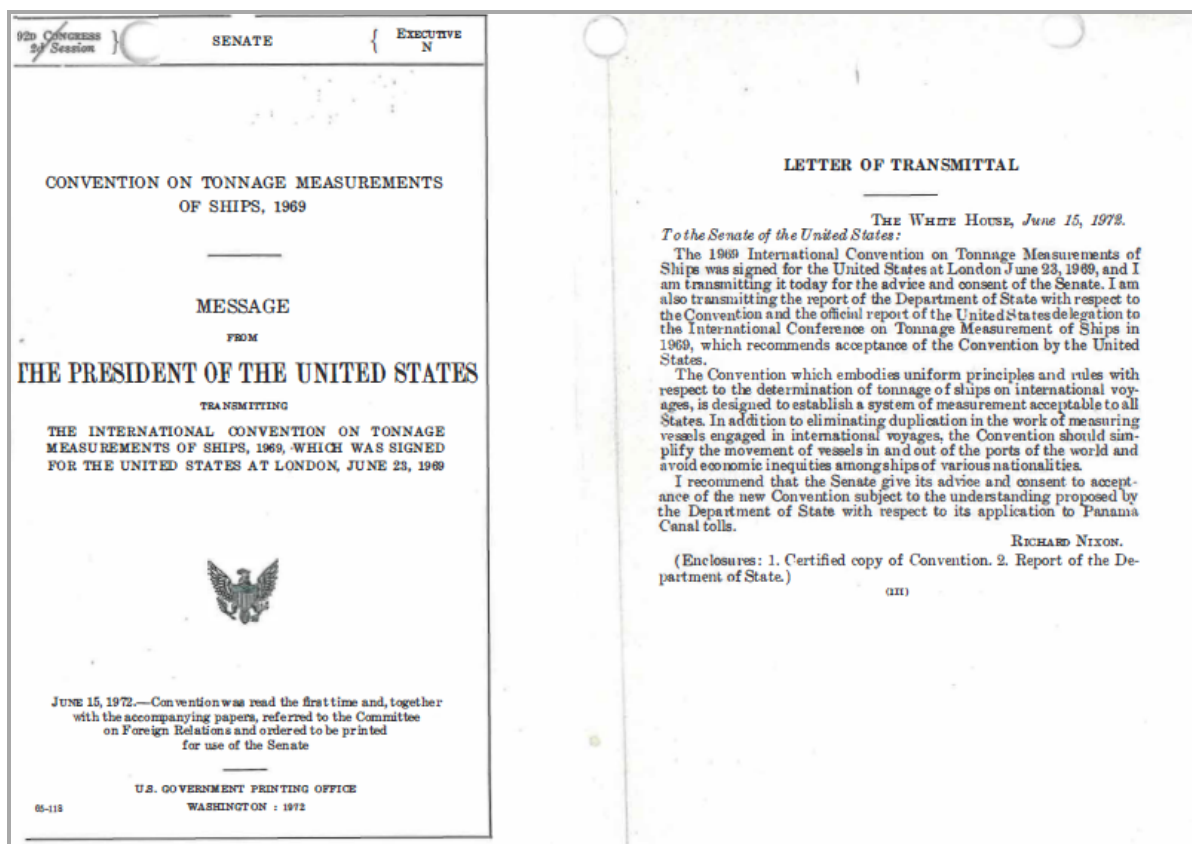 92D CONGRESS
2d Session } SENATE { EXECUTIVE
N
CONVENTION ON TONNAGE MEASUREMENTS
OF SHIPS, 1969
MESSAGE
FROM
THE PRESIDENT OF THE UNITED STATES
TRANSMITTING
THE INTERNATIONAL CONVENTION ON TONNAGE
MEASUREMENTS OF SHIPS, 1969, WHICH WAS SIGNED
FOR THE UNITED STATES AT LONDON, JUNE 23, 1969
JUNE 15, 1972.—Convention was read the first time and, together
with the accompanying papers, referred to the Committee
on Foreign Relations and ordered to be printed
for use of the Senate
U.S. GOVERNMENT PRINTING OFFICE
65-118 WASHINGTON : 1972
LETTER OF TRANSMITTAL
THE WHITE HOUSE, June 15, 1972.
To the Senate of the United States:
The 1969 International Convention on Tonnage Measurements of
Ships was signed for the United States at London June 23, 1969, and I
am transmitting it today for the advice and consent of the Senate. I am
also transmitting the report of the Department of State with respect to
the Convention and the official report of the United States delegation to
the International Conference on Tonnage Measurement of Ships in
1969, which recommends acceptance of the Convention by the United
States.
The Convention which embodies uniform principles and rules with
respect to the determination of tonnage of ships on international voy-
ages, is designed to establish a system of measurement acceptable to all
States. In addition to eliminating duplication in the work of measuring
vessels engaged in international voyages, the Convention should sim-
plify the movement of vessels in and out of the ports of the world and
avoid economic inequities among ships of various nationalities.
I recommend that the Senate give its advice and consent to accept-
ance of the new Convention subject to the understanding proposed by
the Department of State with respect to its application to Panama
Canal tolls.
RICHARD NIXON.
(Enclosures: 1. Certified copy of Convention. 2. Report of the De-
partment of State.)
(III)